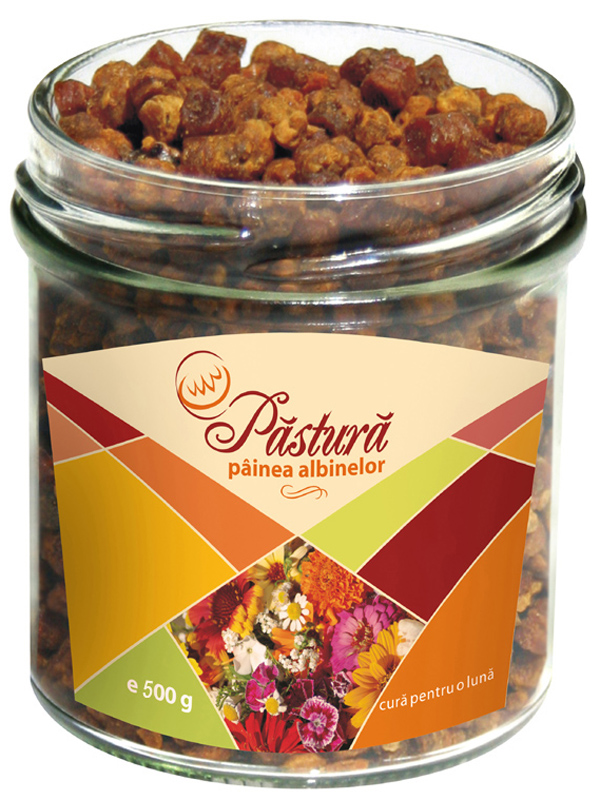 Păstură
pâinea albinelor
e 500 g
cură pentru o lună